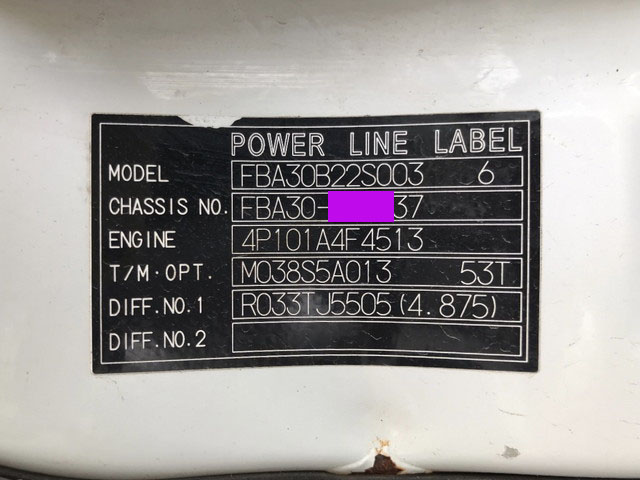 POWER LINE LABEL
MODEL FBA30B22S003 6
CHASSIS NO. FBA30- 37
ENGINE 4P101A4F4513
T/M·OPT. M038S5A013 53T
DIFF.NO.1 R033TJ5505(4.875)
DIFF.NO.2